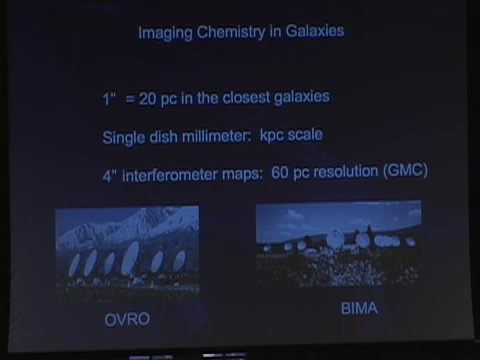 Imaging Chemistry in Galaxies
1" = 20 pc in the closest galaxies
Single dish millimeter: kpc scale
4" interferometer maps: 60 pc resolution (GMC)
OVRO
BIMA